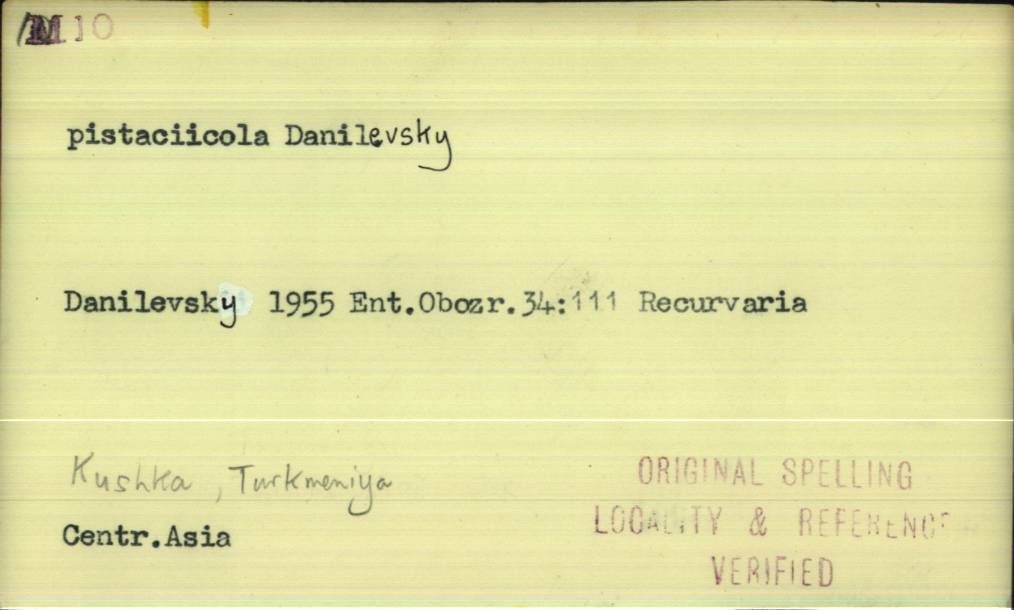 10
pistaciicola Danilevsky
Danilevsky 1955 Ent.Obozr.34:111 Recurvaria
Kushka, Turkmeniya
Centr.Asia
ORIGINAL SPELLING
LOCALITY & REFERENCE
VERIFIED